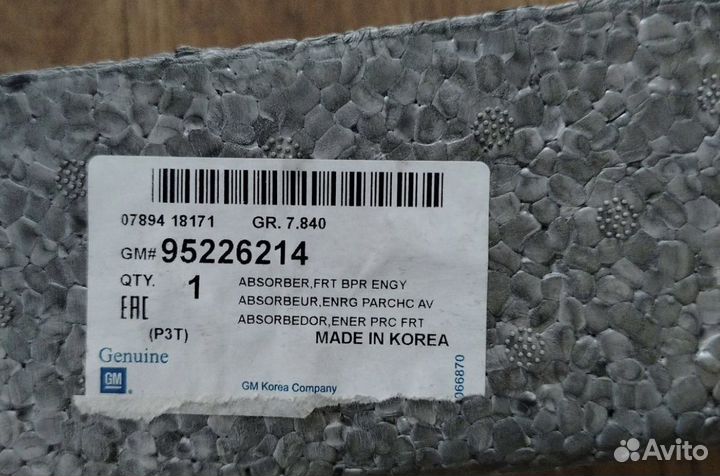 07894 18171 GR. 7.840
GM# 95226214
QTY. 1
ABSORBER,FRT BPR ENGY
ABSORBEUR,ENRG PARCHC AV
ABSORBEDOR,ENER PRC FRT
EAC
(P3T)
MADE IN KOREA
Genuine
GM
GM Korea Company
066870
Avito